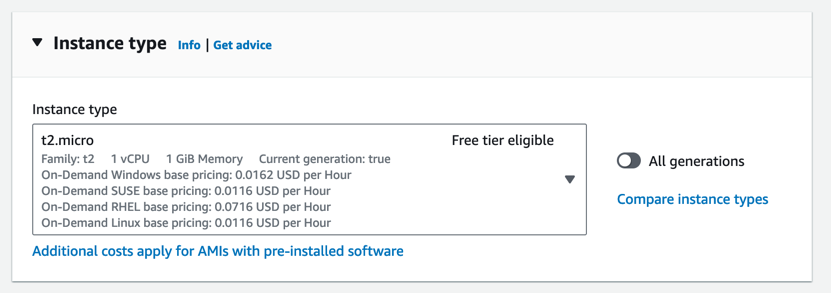 Instance type Info | Get advice
Instance type
t2.micro Free tier eligible
Family: t2 1 vCPU 1 GiB Memory Current generation: true
On-Demand Windows base pricing: 0.0162 USD per Hour
On-Demand SUSE base pricing: 0.0116 USD per Hour
On-Demand RHEL base pricing: 0.0716 USD per Hour
On-Demand Linux base pricing: 0.0116 USD per Hour
All generations
Compare instance types
Additional costs apply for AMIs with pre-installed software